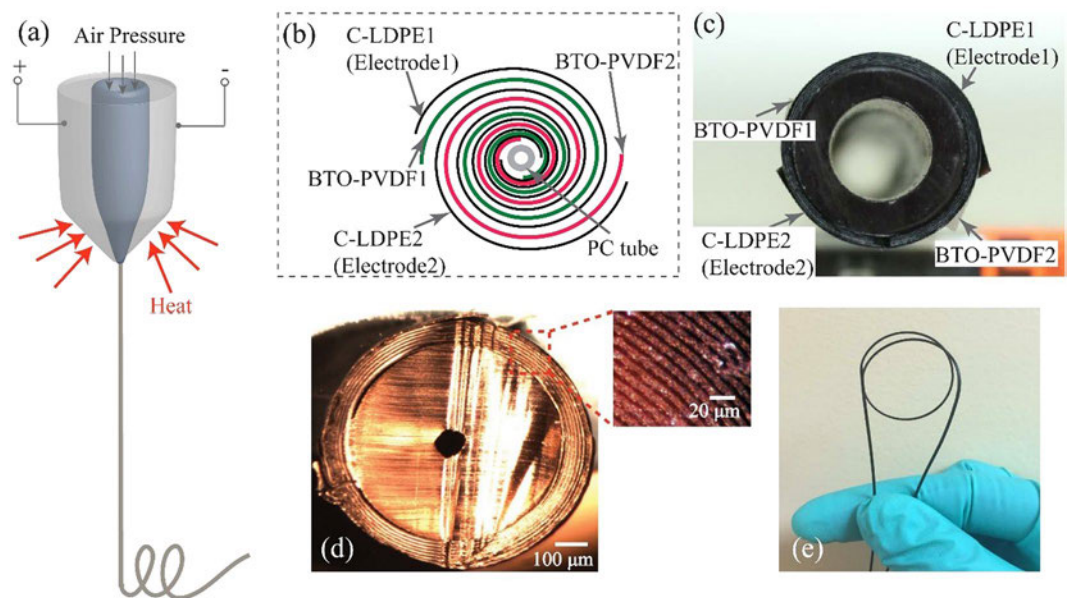 (a)
Air Pressure
+
-
Heat
(b)
C-LDPE1
(Electrode1)
BTO-PVDF2
BTO-PVDF1
C-LDPE2
(Electrode2)
PC tube
(c)
C-LDPE1
(Electrode1)
BTO-PVDF1
C-LDPE2
(Electrode2)
BTO-PVDF2
(d)
100 μm
20 μm
(e)